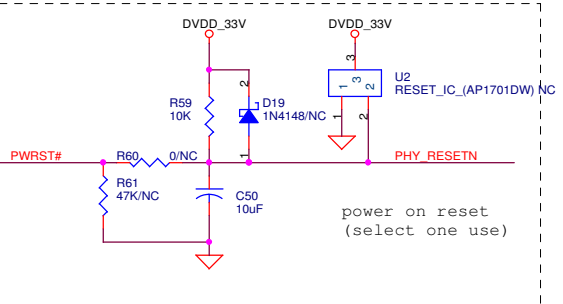 DVDD_33V
DVDD_33V
3
U2
RESET_IC_(AP1701DW) NC
1
3
2
R59
10K
2
D19
1N4148/NC
1
1
2
PWRST#
R60
0/NC
PHY_RESETN
R61
47K/NC
C50
10uF
power on reset
(select one use)